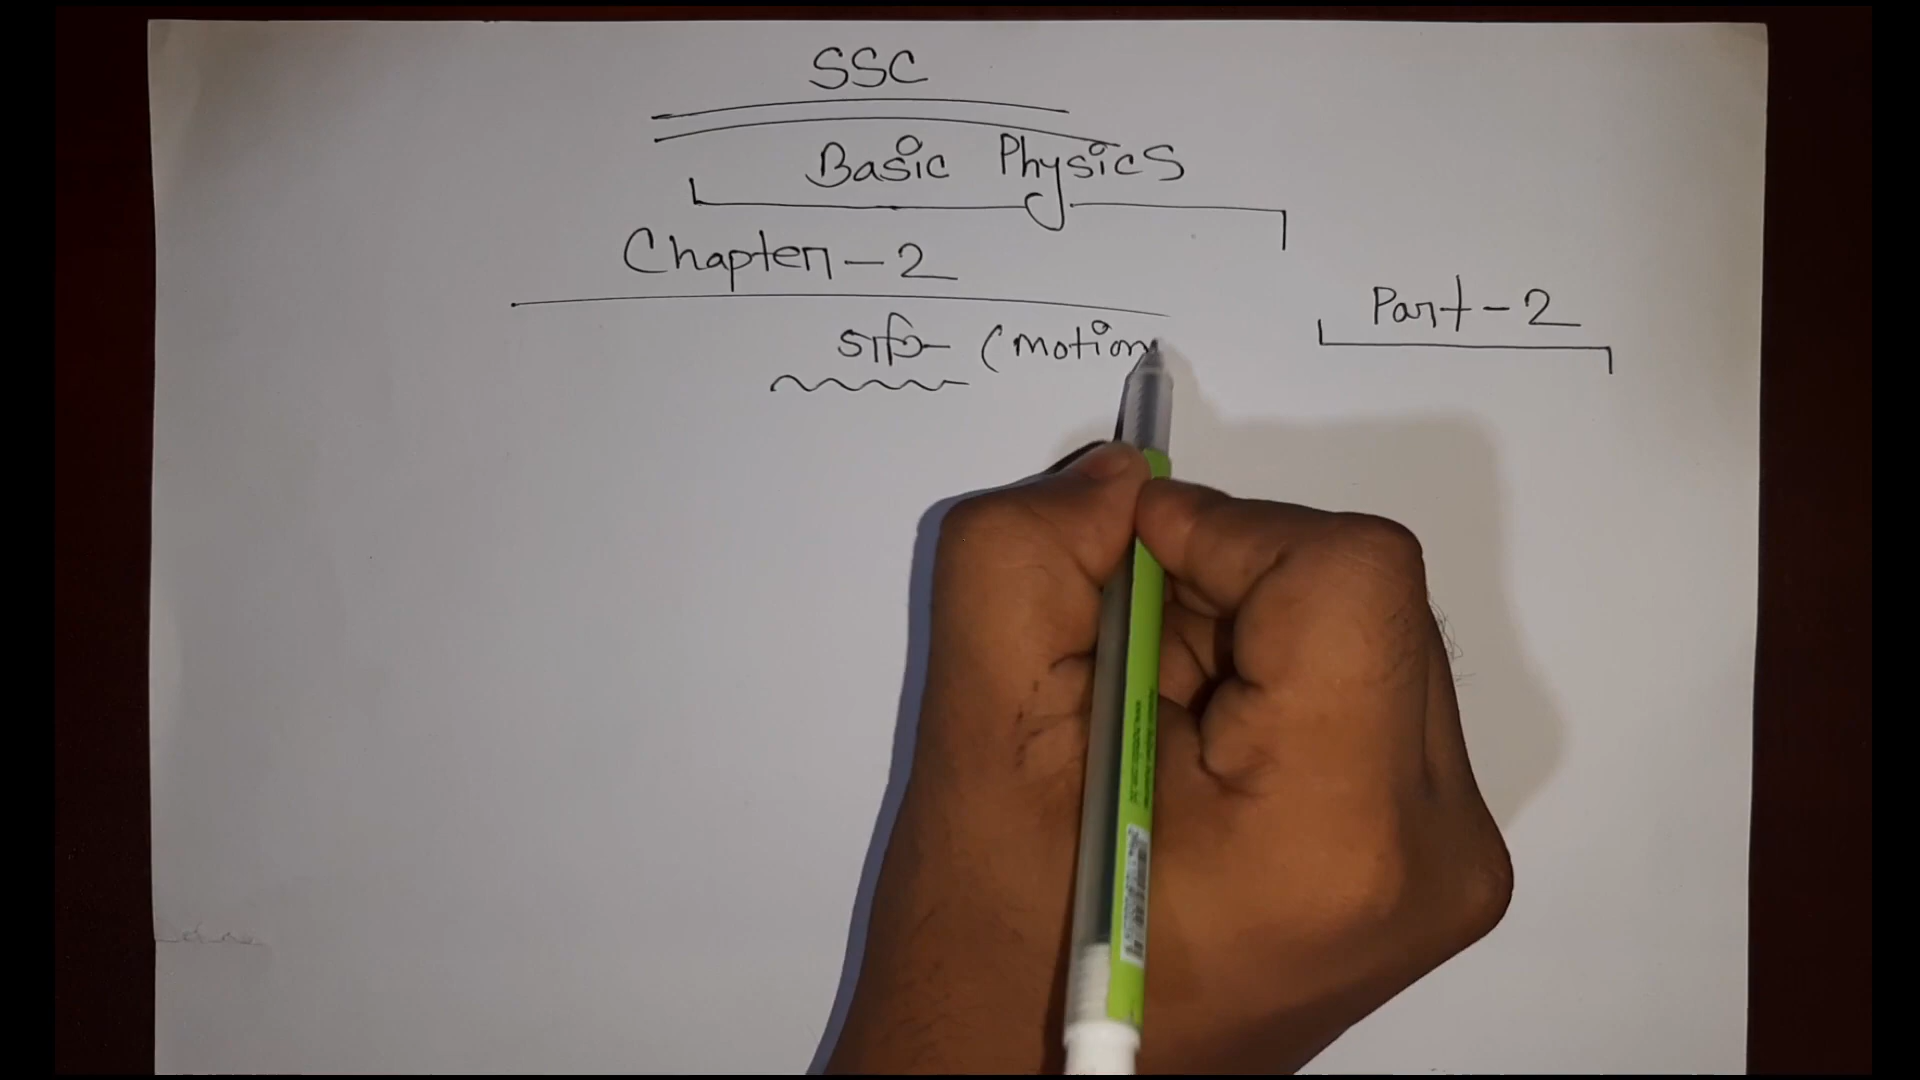 SSC
Basic Physics
Chapter-2
Part-2
গতি (Motion